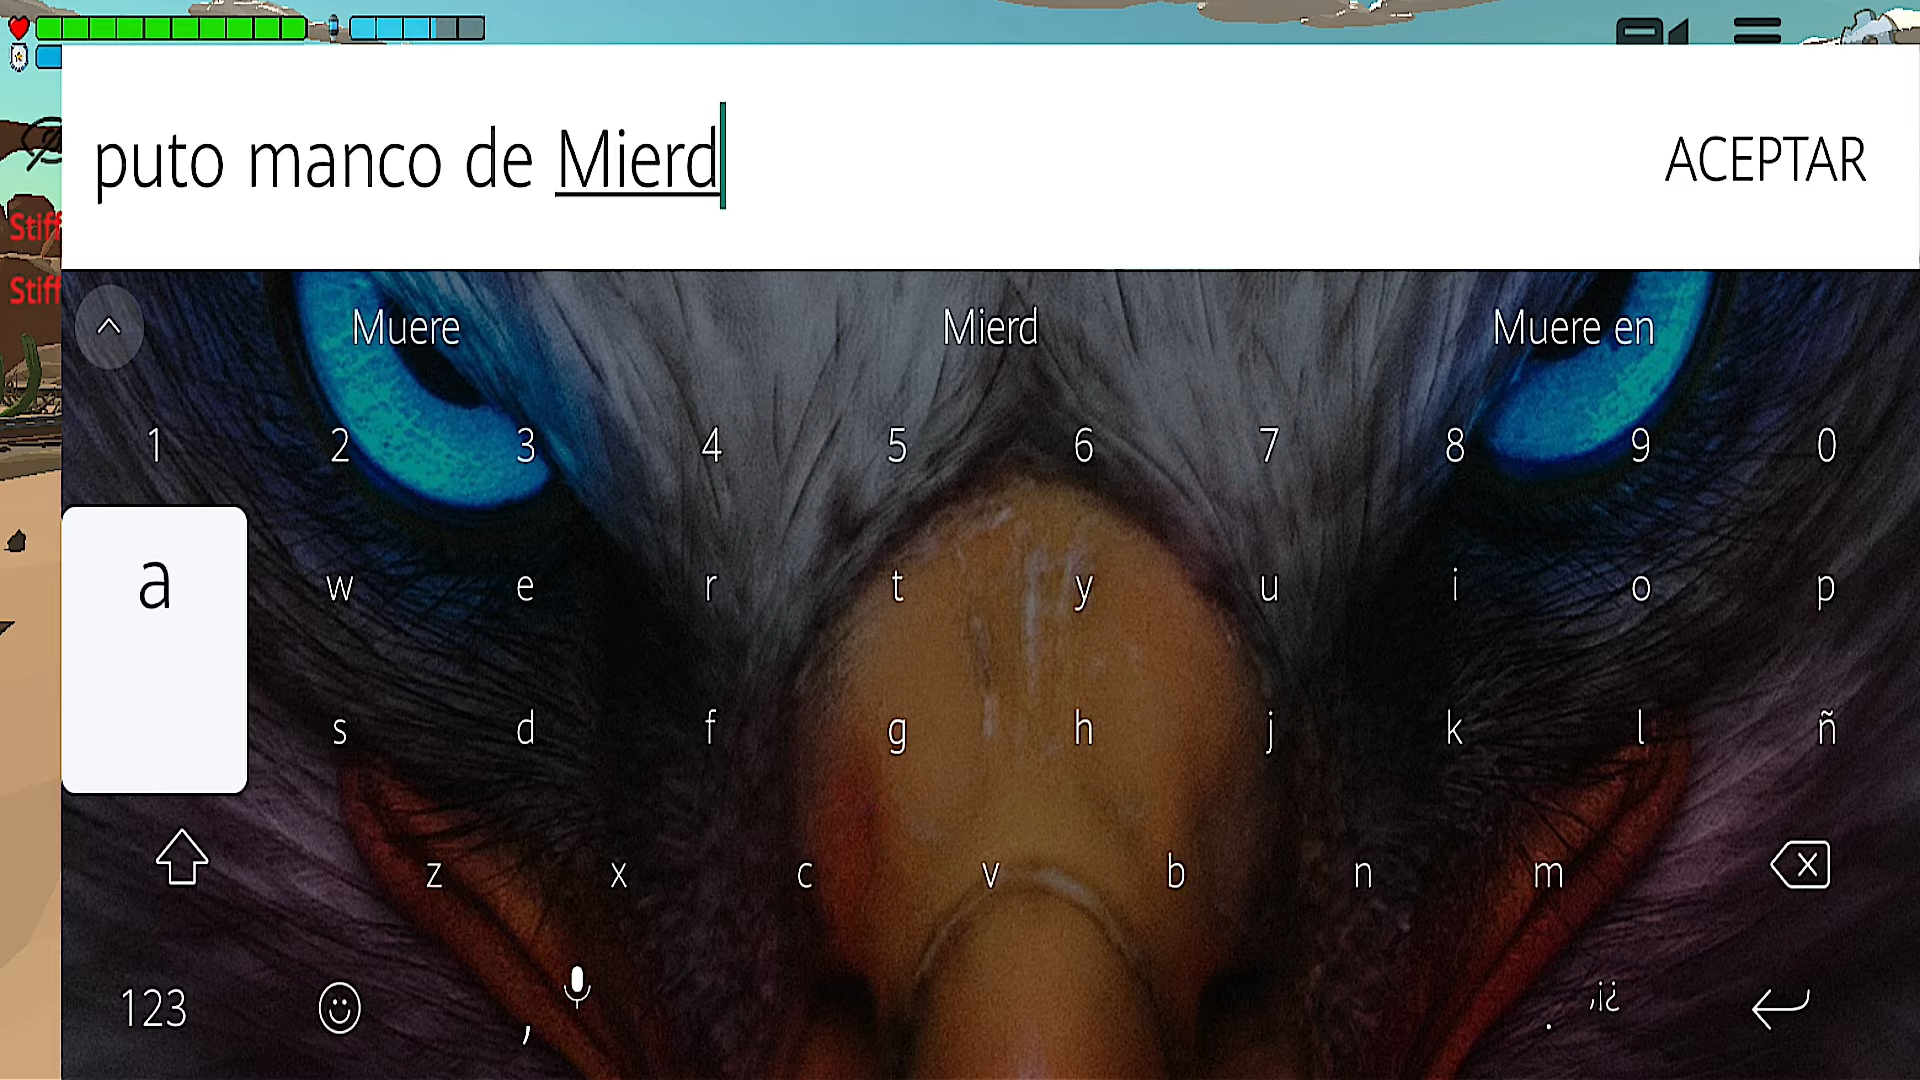 puto manco de Mierd
ACEPTAR
Stiff
Stiff
Muere Mierd Muere en
1 2 3 4 5 6 7 8 9 0
a w e r t y u i o p
s d f g h j k l ñ
z x c v b n m
123 , . ,¡¿